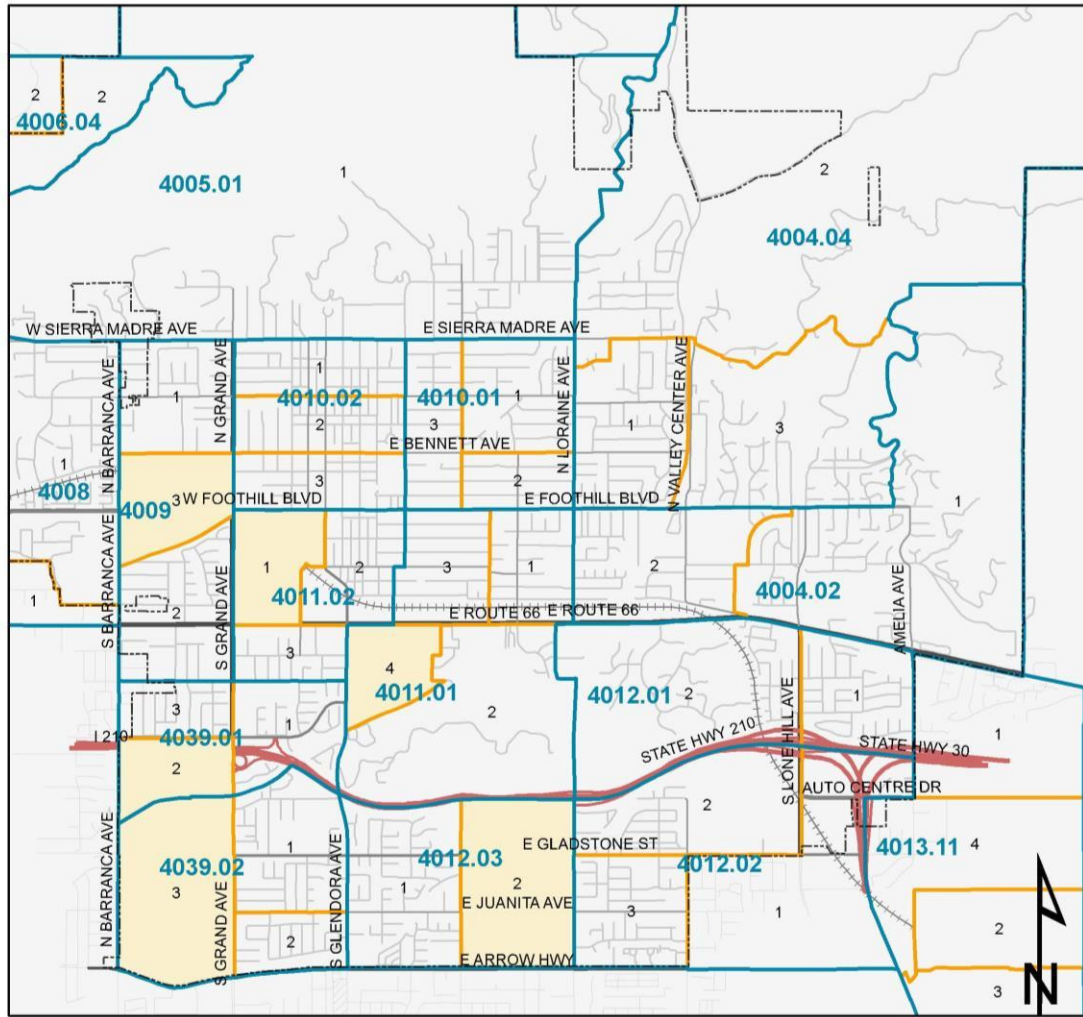 2
2
4006.04
4005.01
1
2
4004.04
W SIERRA MADRE AVE
E SIERRA MADRE AVE
N BARRANCA AVE
N GRAND AVE
1
4010.02
4010.01
1
1
2
3
E BENNETT AVE
N LORAINE AVE
1
N VALLEY CENTER AVE
3
1
4008
4009
3
W FOOTHILL BLVD
3
2
E FOOTHILL BLVD
1
S BARRANCA AVE
1
2
S GRAND AVE
1
4011.02
2
3
1
2
4004.02
AMELIA AVE
E ROUTE 66
E ROUTE 66
3
4
4011.01
2
4012.01
2
S LONE HILL AVE
1
3
4039.01
1
I 210
2
STATE HWY 210
STATE HWY 30
1
AUTO CENTRE DR
2
N BARRANCA AVE
4039.02
3
S GRAND AVE
1
S GLENDORA AVE
4012.03
1
E GLADSTONE ST
2
E JUANITA AVE
4012.02
3
1
4013.11
4
2
2
E ARROW HWY
3
N